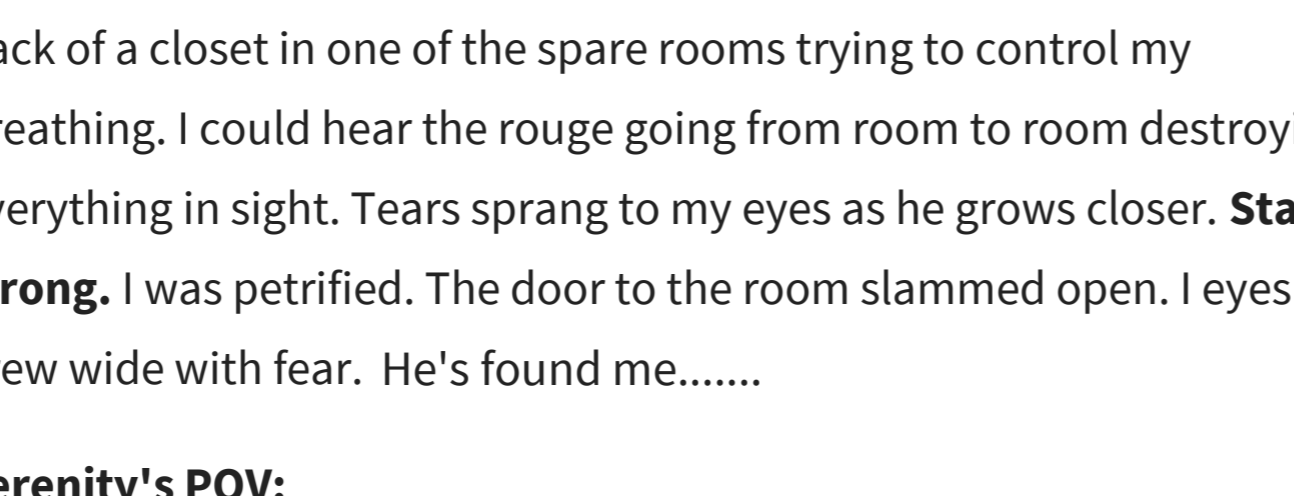 ack of a closet in one of the spare rooms trying to control my
reathing. I could hear the rouge going from room to room destroyi
verything in sight. Tears sprang to my eyes as he grows closer. Sta
rong. I was petrified. The door to the room slammed open. I eyes
rew wide with fear.  He's found me.......
erenity's POV: